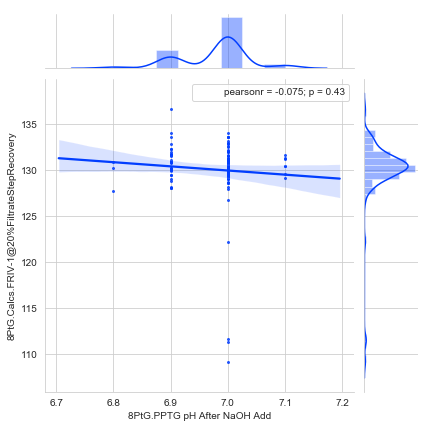 pearsonr = -0.075; p = 0.43
8PtG.Calcs.FRIV-1@20%FiltrateStepRecovery
135
130
125
120
115
110
6.7 6.8 6.9 7.0 7.1 7.2
8PtG.PPTG pH After NaOH Add